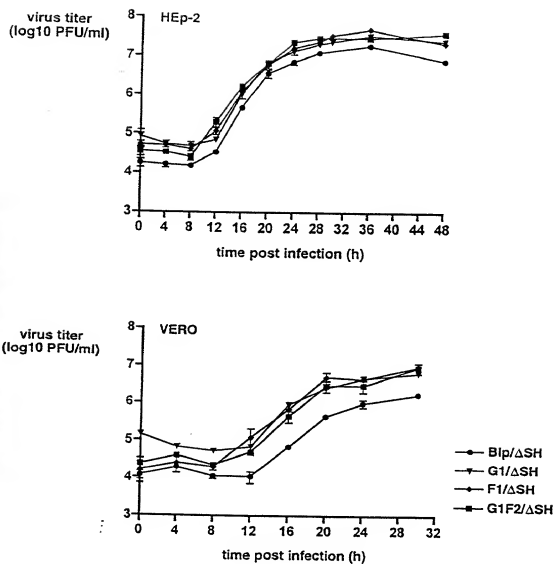 virus titer
(log10 PFU/ml)
HEp-2
8
7
6
5
4
3
0 4 8 12 16 20 24 28 32 36 40 44 48
time post infection (h)
virus titer
(log10 PFU/ml)
VERO
8
7
6
5
4
3
0 4 8 12 16 20 24 28 32
time post infection (h)
Blp/ΔSH
G1/ΔSH
F1/ΔSH
G1F2/ΔSH